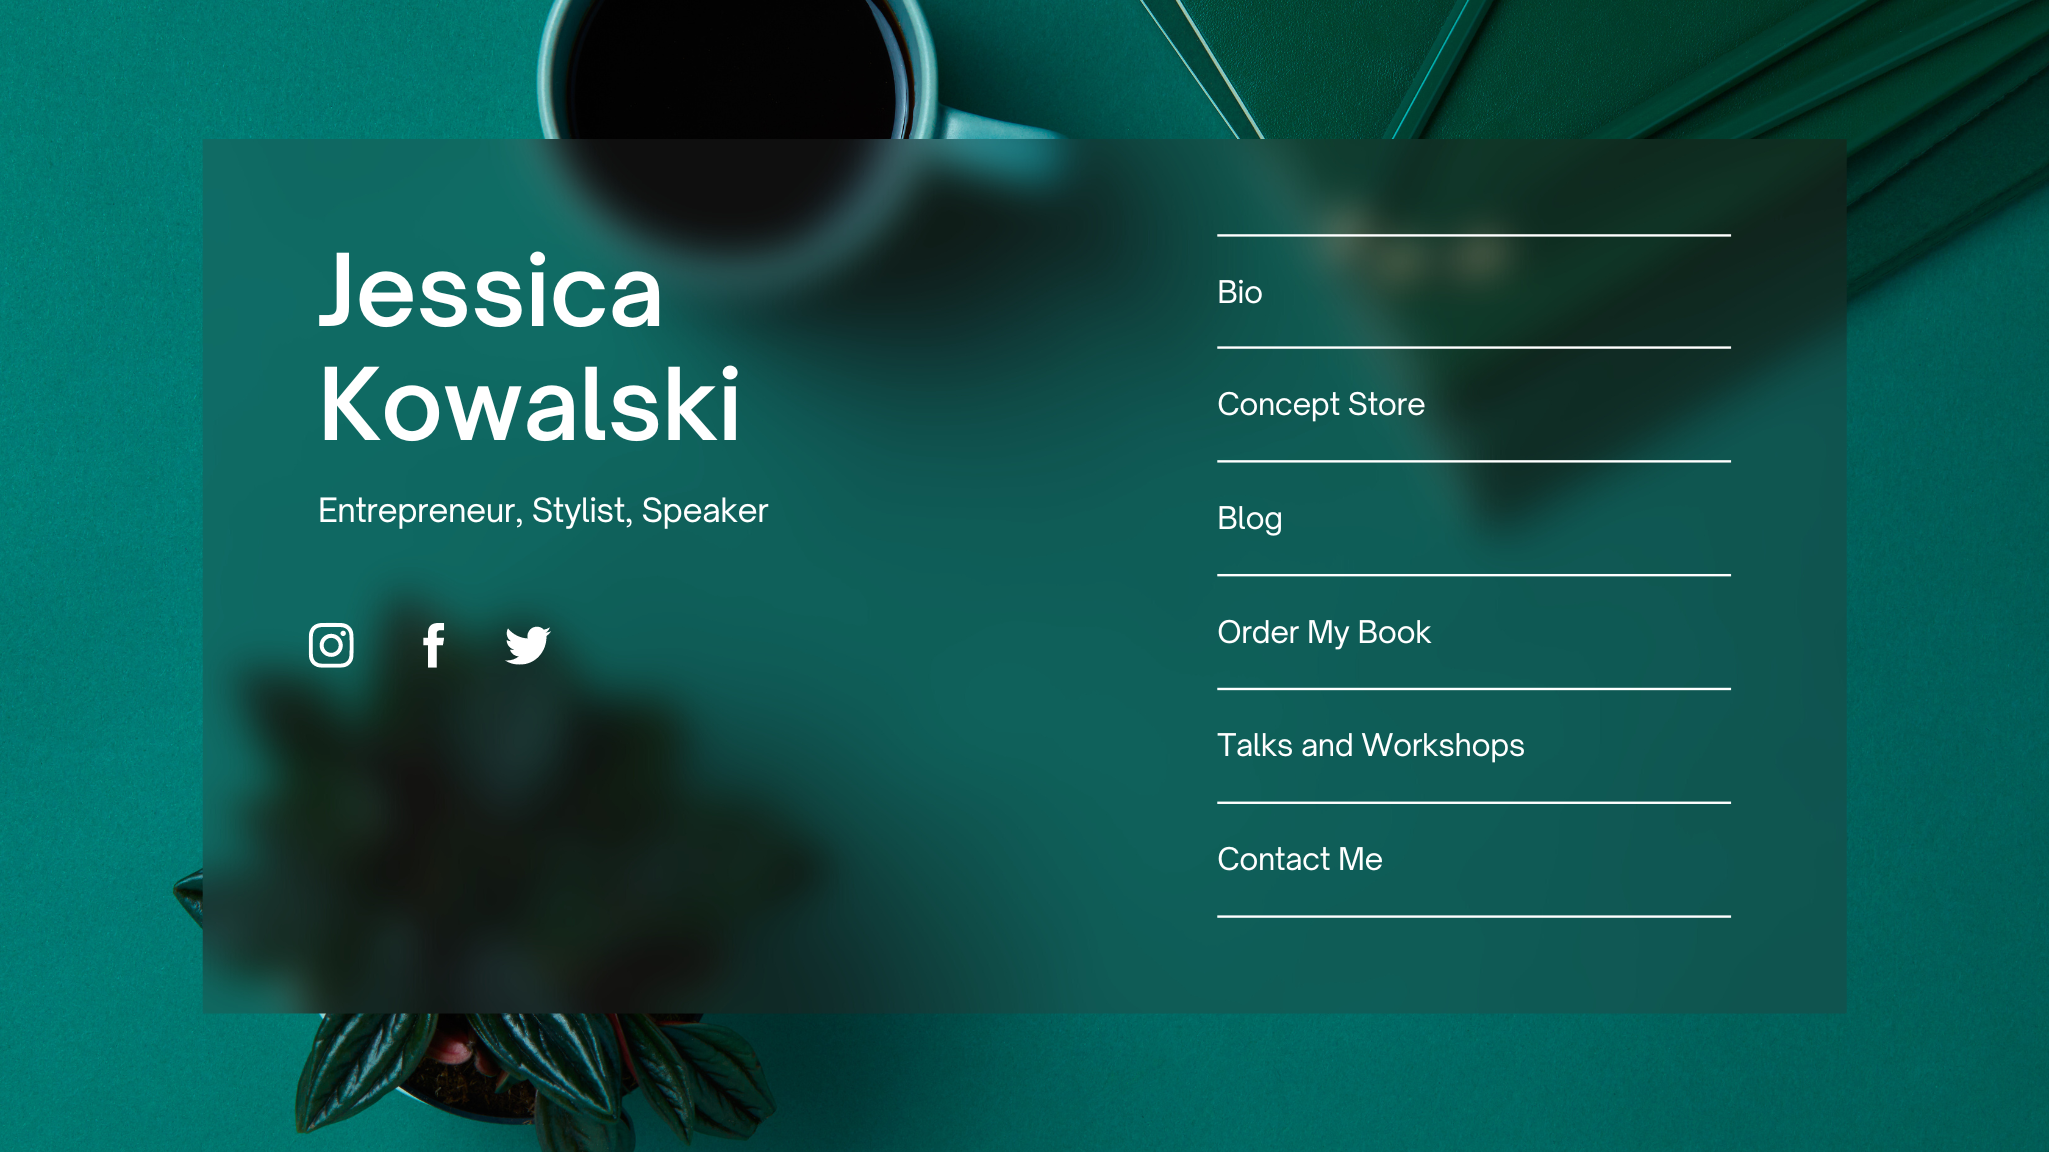 Jessica
Kowalski
Entrepreneur, Stylist, Speaker
Bio
Concept Store
Blog
Order My Book
Talks and Workshops
Contact Me